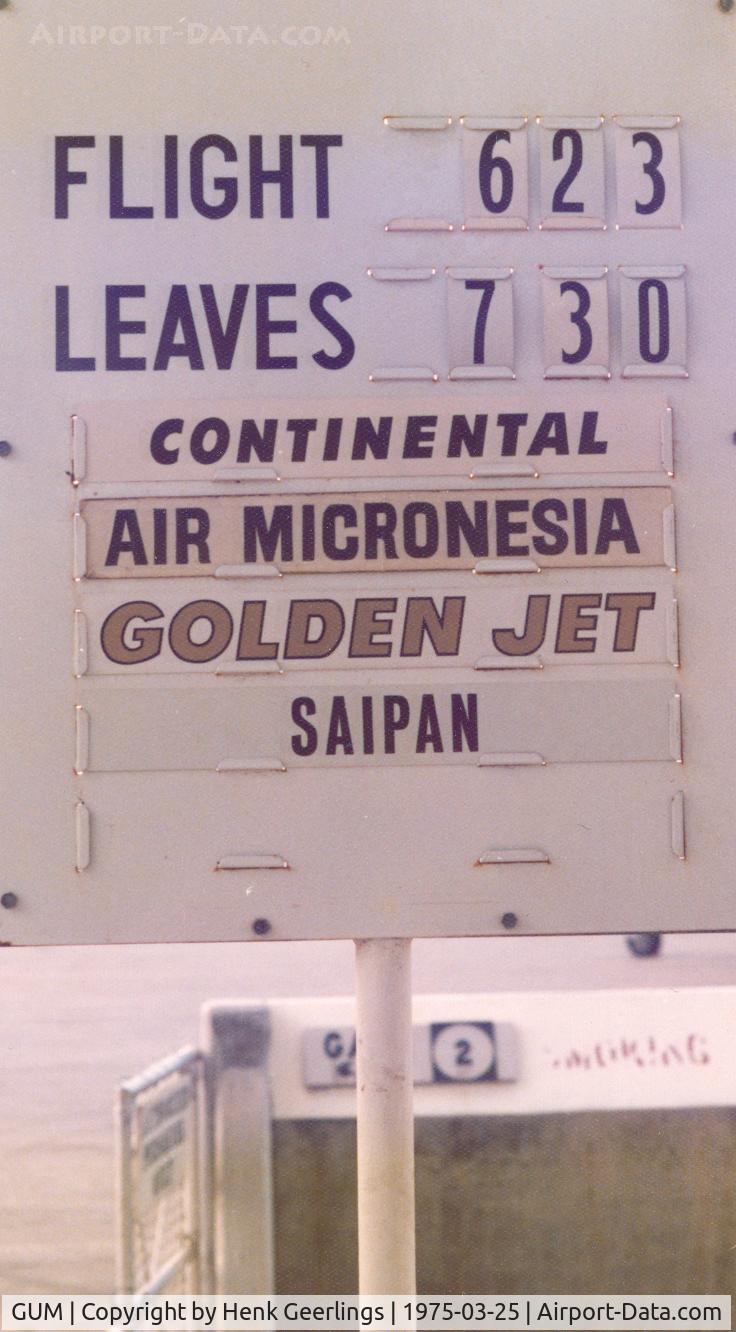 Airport-Data.com
FLIGHT 623
LEAVES 730
CONTINENTAL
AIR MICRONESIA
GOLDEN JET
SAIPAN
2
GUM | Copyright by Henk Geerlings | 1975-03-25 | Airport-Data.com